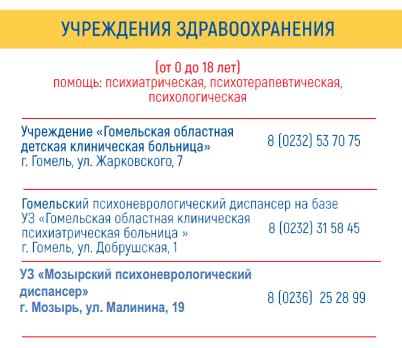 УЧРЕЖДЕНИЯ ЗДРАВООХРАНЕНИЯ
(от 0 до 18 лет)
помощь: психиатрическая, психотерапевтическая,
психологическая
Учреждение «Гомельская областная
детская клиническая больница»
г. Гомель, ул. Жарковского, 7
8 (0232) 53 70 75
Гомельский психоневрологический диспансер на базе
УЗ «Гомельская областная клиническая
психиатрическая больница »
г. Гомель, ул. Добрушская, 1
8 (0232) 31 58 45
УЗ «Мозырский психоневрологический
диспансер»
г. Мозырь, ул. Малинина, 19
8 (0236) 25 28 99